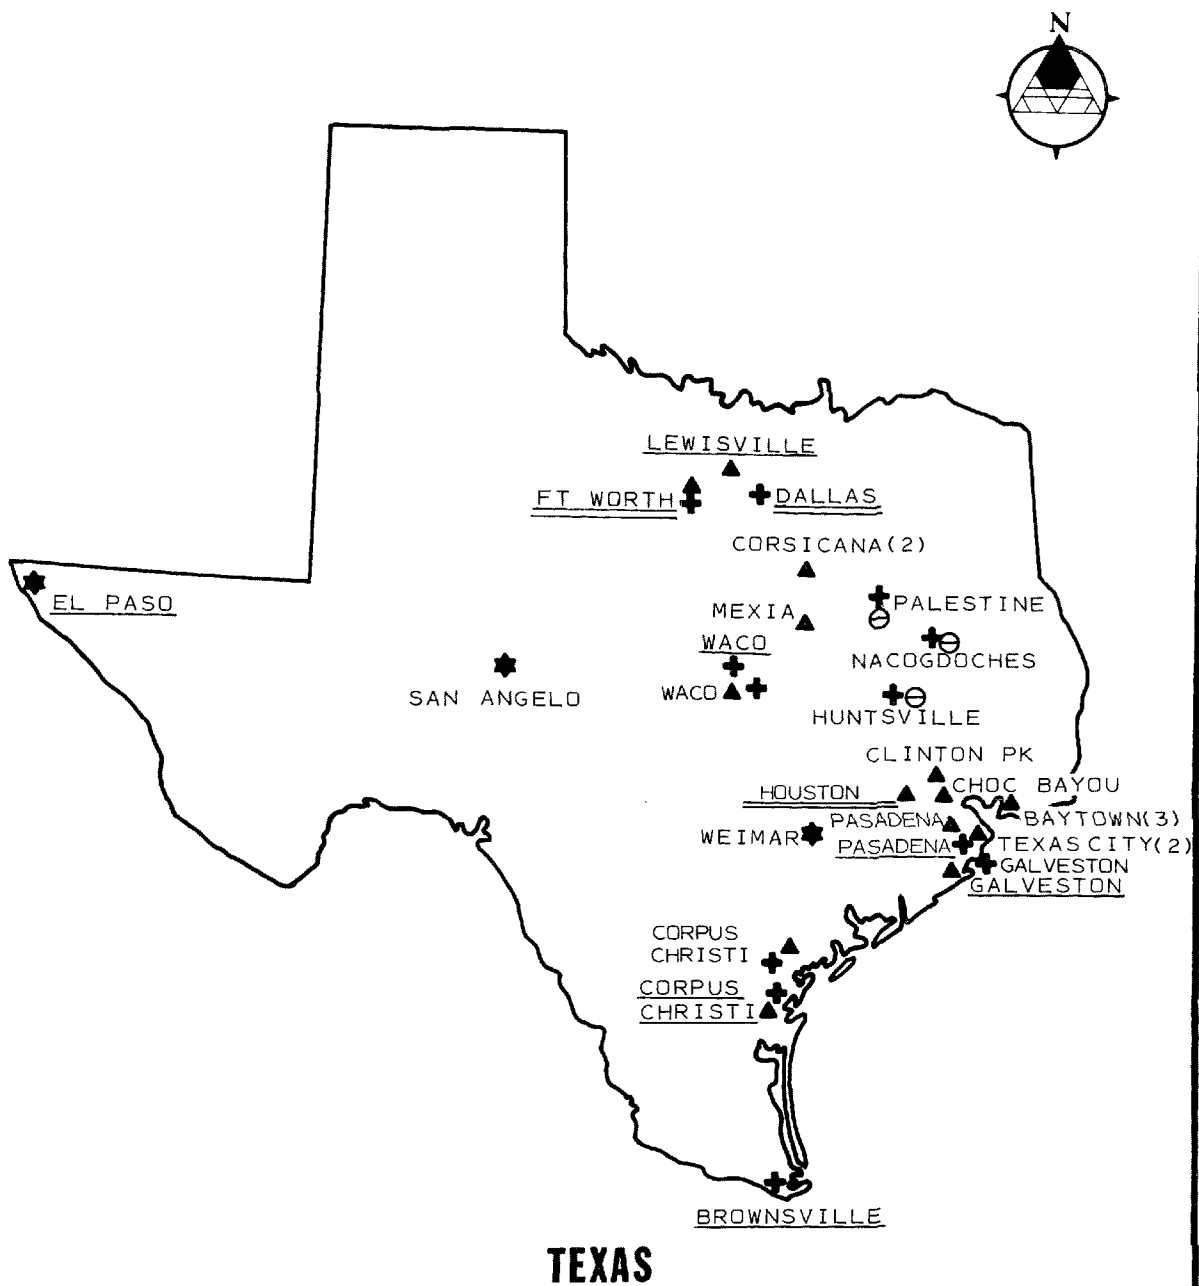 N
LEWISVILLE
FT WORTH
DALLAS
CORSICANA(2)
EL PASO
MEXIA
PALESTINE
WACO
NACOGDOCHES
SAN ANGELO
WACO
HUNTSVILLE
CLINTON PK
HOUSTON
CHOC BAYOU
PASADENA
BAYTOWN(3)
WEIMAR
PASADENA
TEXAS CITY(2)
GALVESTON
GALVESTON
CORPUS
CHRISTI
CORPUS
CHRISTI
BROWNSVILLE
TEXAS